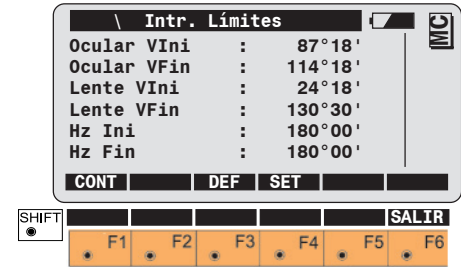 \ Intr. Límites
MC
Ocular VIni : 87°18'
Ocular VFin : 114°18'
Lente VIni : 24°18'
Lente VFin : 130°30'
Hz Ini : 180°00'
Hz Fin : 180°00'
CONT DEF SET
SHIFT SALIR
F1 F2 F3 F4 F5 F6